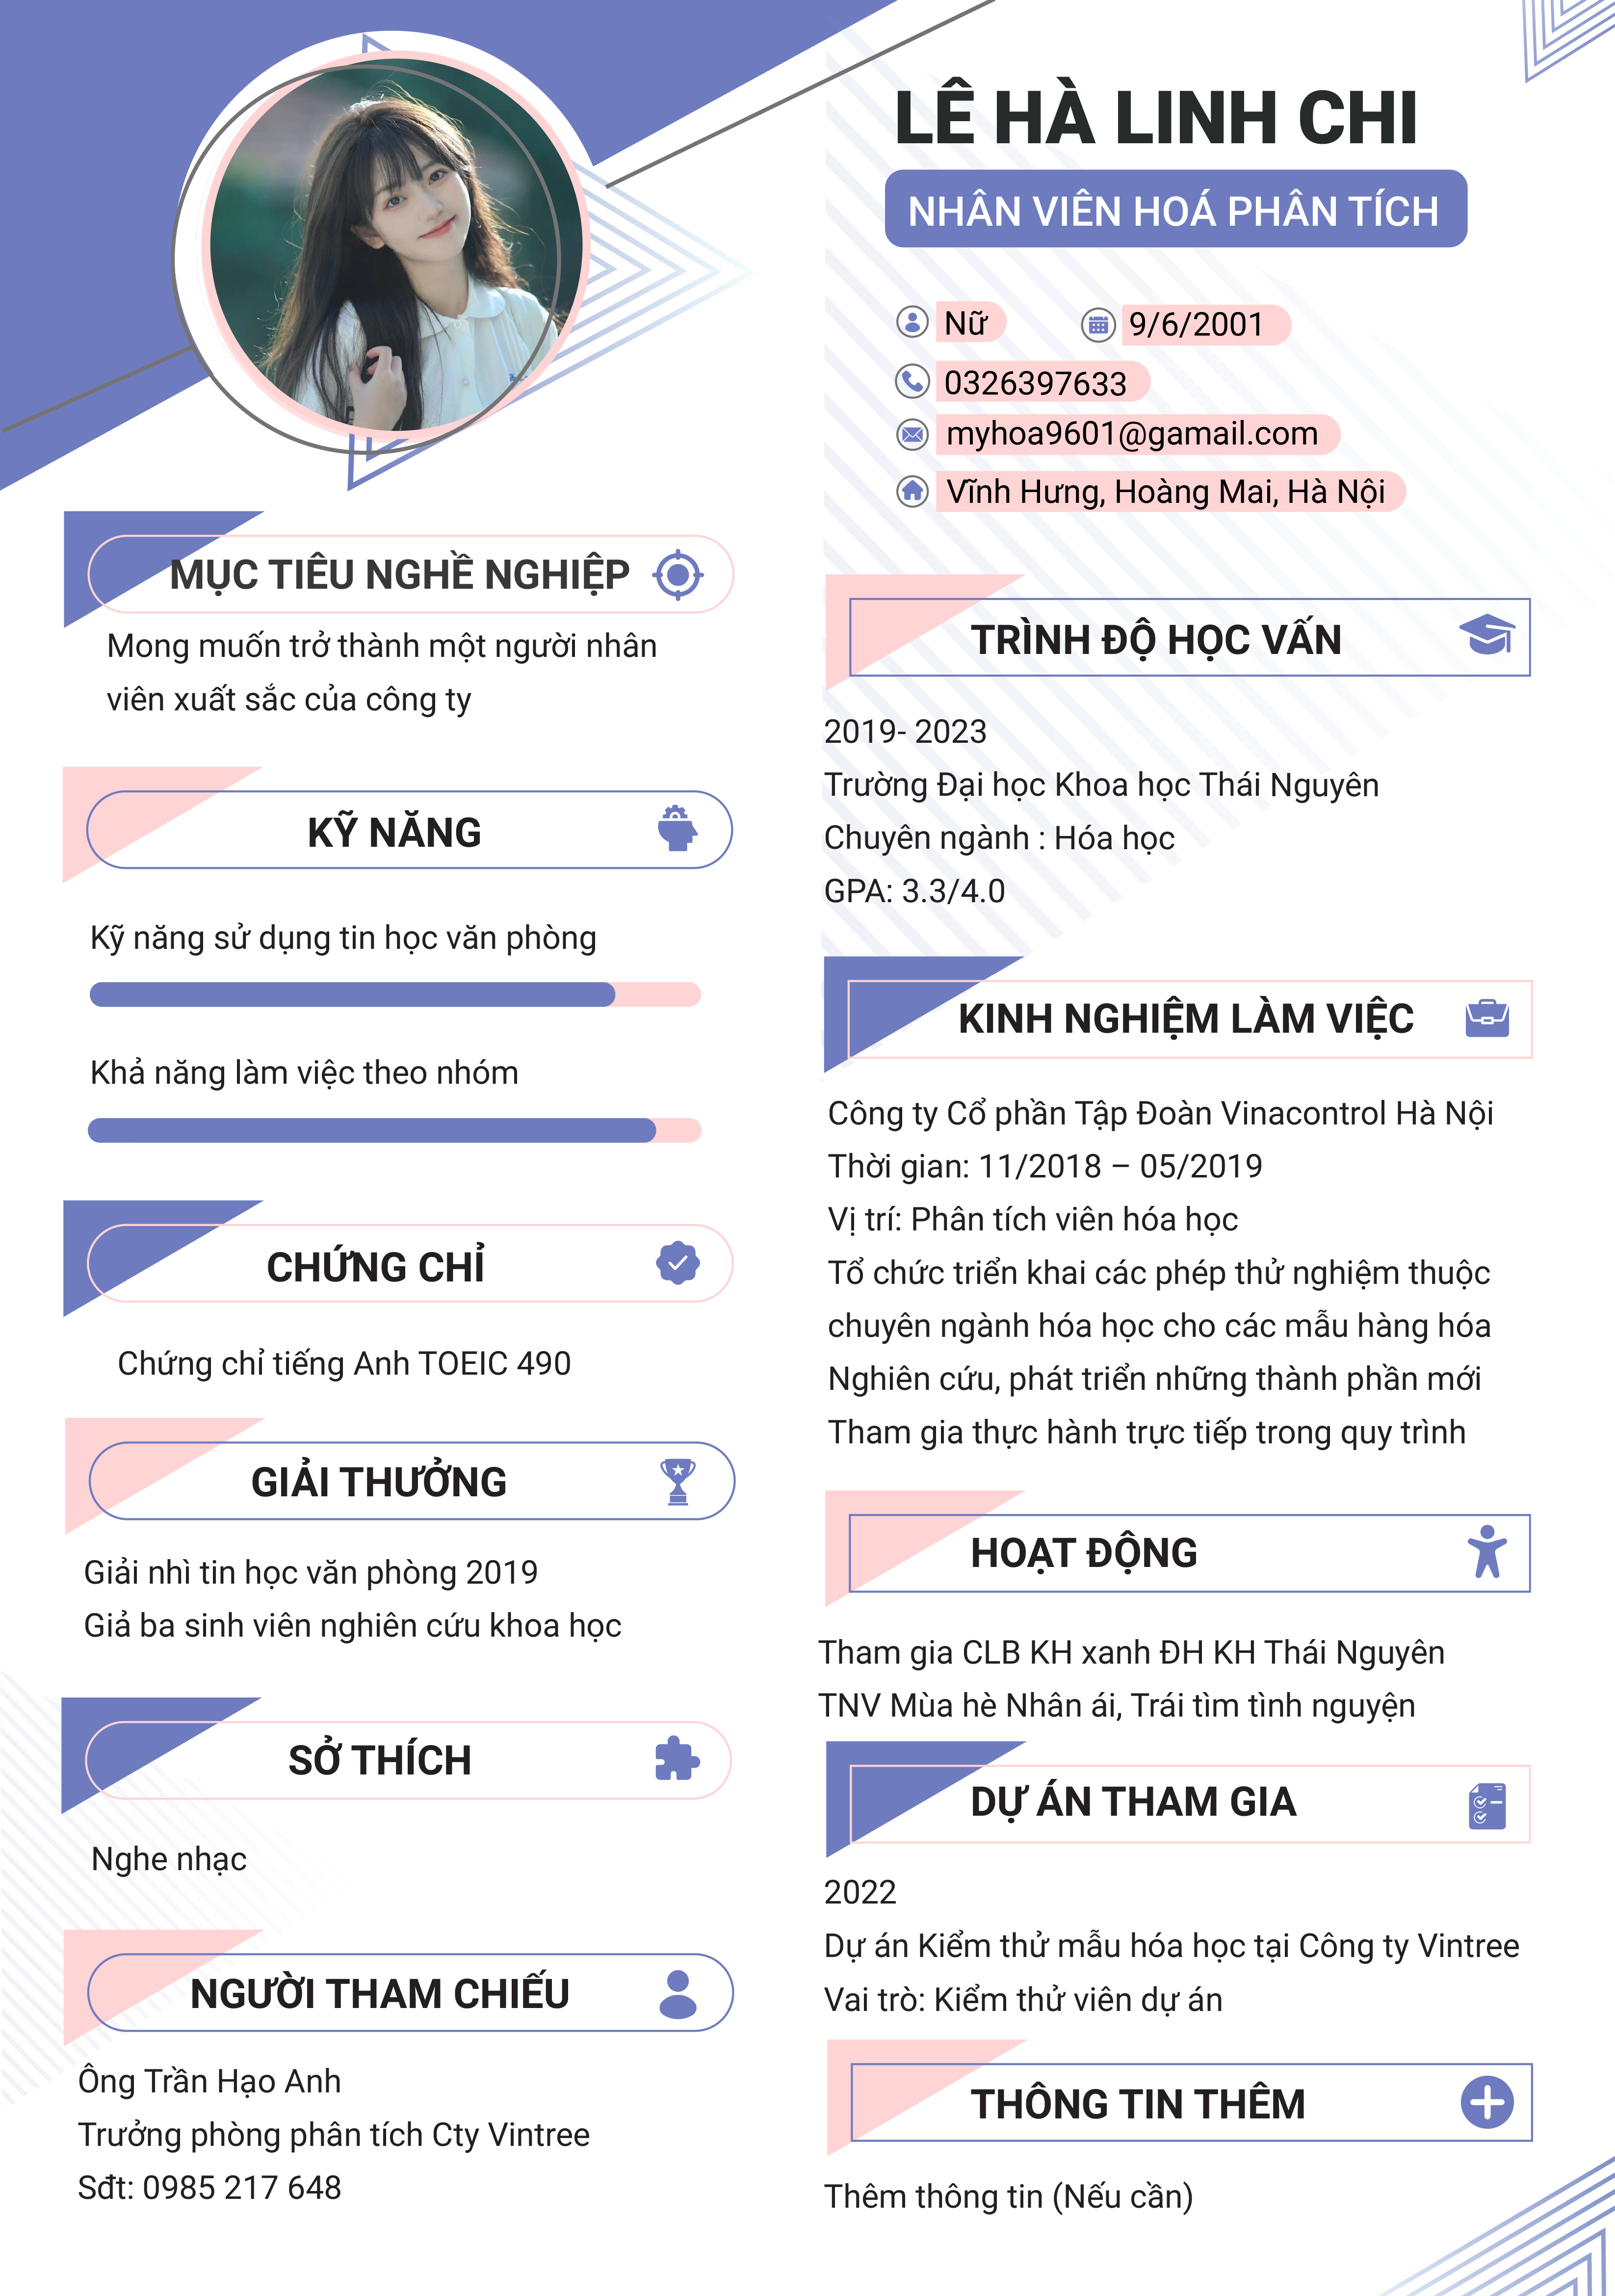 LÊ HÀ LINH CHI
NHÂN VIÊN HOÁ PHÂN TÍCH
Nữ
9/6/2001
0326397633
myhoa9601@gamail.com
Vĩnh Hưng, Hoàng Mai, Hà Nội
MỤC TIÊU NGHỀ NGHIỆP
Mong muốn trở thành một người nhân
viên xuất sắc của công ty
KỸ NĂNG
Kỹ năng sử dụng tin học văn phòng
Khả năng làm việc theo nhóm
CHỨNG CHỈ
Chứng chỉ tiếng Anh TOEIC 490
GIẢI THƯỞNG
Giải nhì tin học văn phòng 2019
Giả ba sinh viên nghiên cứu khoa học
SỞ THÍCH
Nghe nhạc
NGƯỜI THAM CHIẾU
Ông Trần Hạo Anh
Trưởng phòng phân tích Cty Vintree
Sđt: 0985 217 648
TRÌNH ĐỘ HỌC VẤN
2019- 2023
Trường Đại học Khoa học Thái Nguyên
Chuyên ngành : Hóa học
GPA: 3.3/4.0
KINH NGHIỆM LÀM VIỆC
Công ty Cổ phần Tập Đoàn Vinacontrol Hà Nội
Thời gian: 11/2018 – 05/2019
Vị trí: Phân tích viên hóa học
Tổ chức triển khai các phép thử nghiệm thuộc
chuyên ngành hóa học cho các mẫu hàng hóa
Nghiên cứu, phát triển những thành phần mới
Tham gia thực hành trực tiếp trong quy trình
HOẠT ĐỘNG
Tham gia CLB KH xanh ĐH KH Thái Nguyên
TNV Mùa hè Nhân ái, Trái tìm tình nguyện
DỰ ÁN THAM GIA
2022
Dự án Kiểm thử mẫu hóa học tại Công ty Vintree
Vai trò: Kiểm thử viên dự án
THÔNG TIN THÊM
Thêm thông tin (Nếu cần)